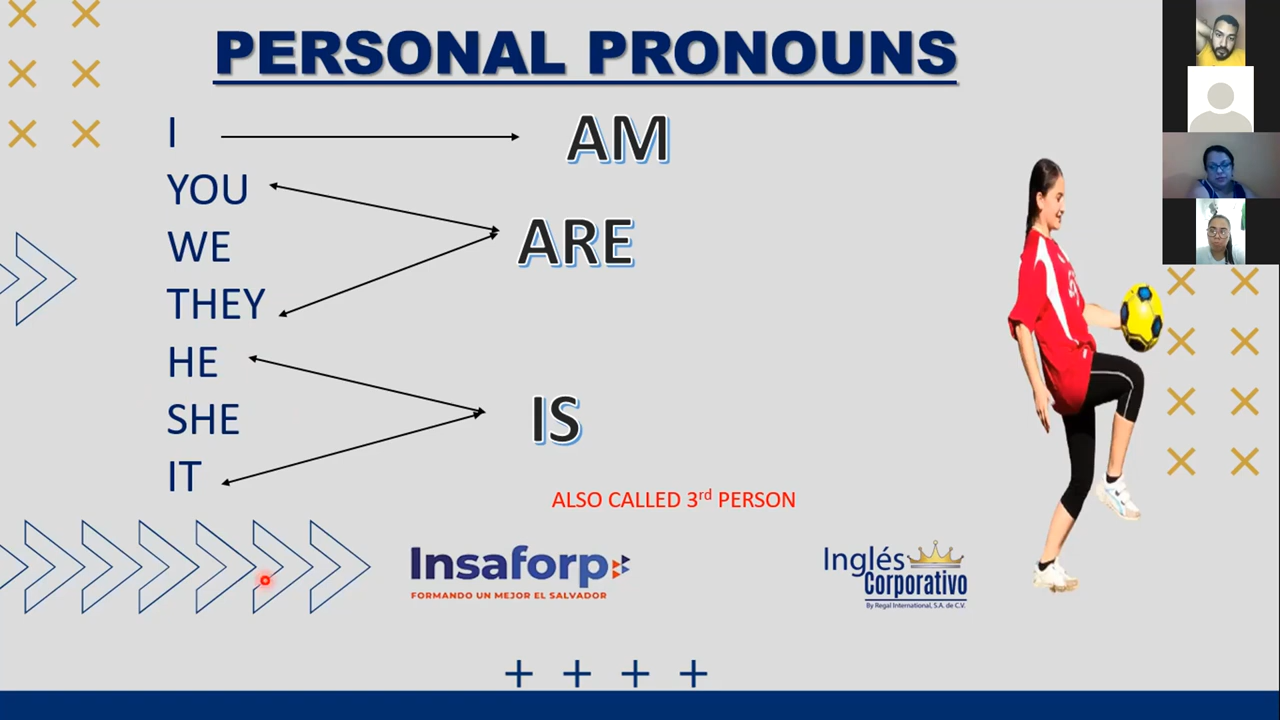 PERSONAL PRONOUNS
I
AM
YOU
WE
ARE
THEY
HE
SHE
IS
IT
ALSO CALLED 3rd PERSON
Insaforp
FORMANDO UN MEJOR EL SALVADOR
Inglés
Corporativo
By Regal International, S.A. de C.V.